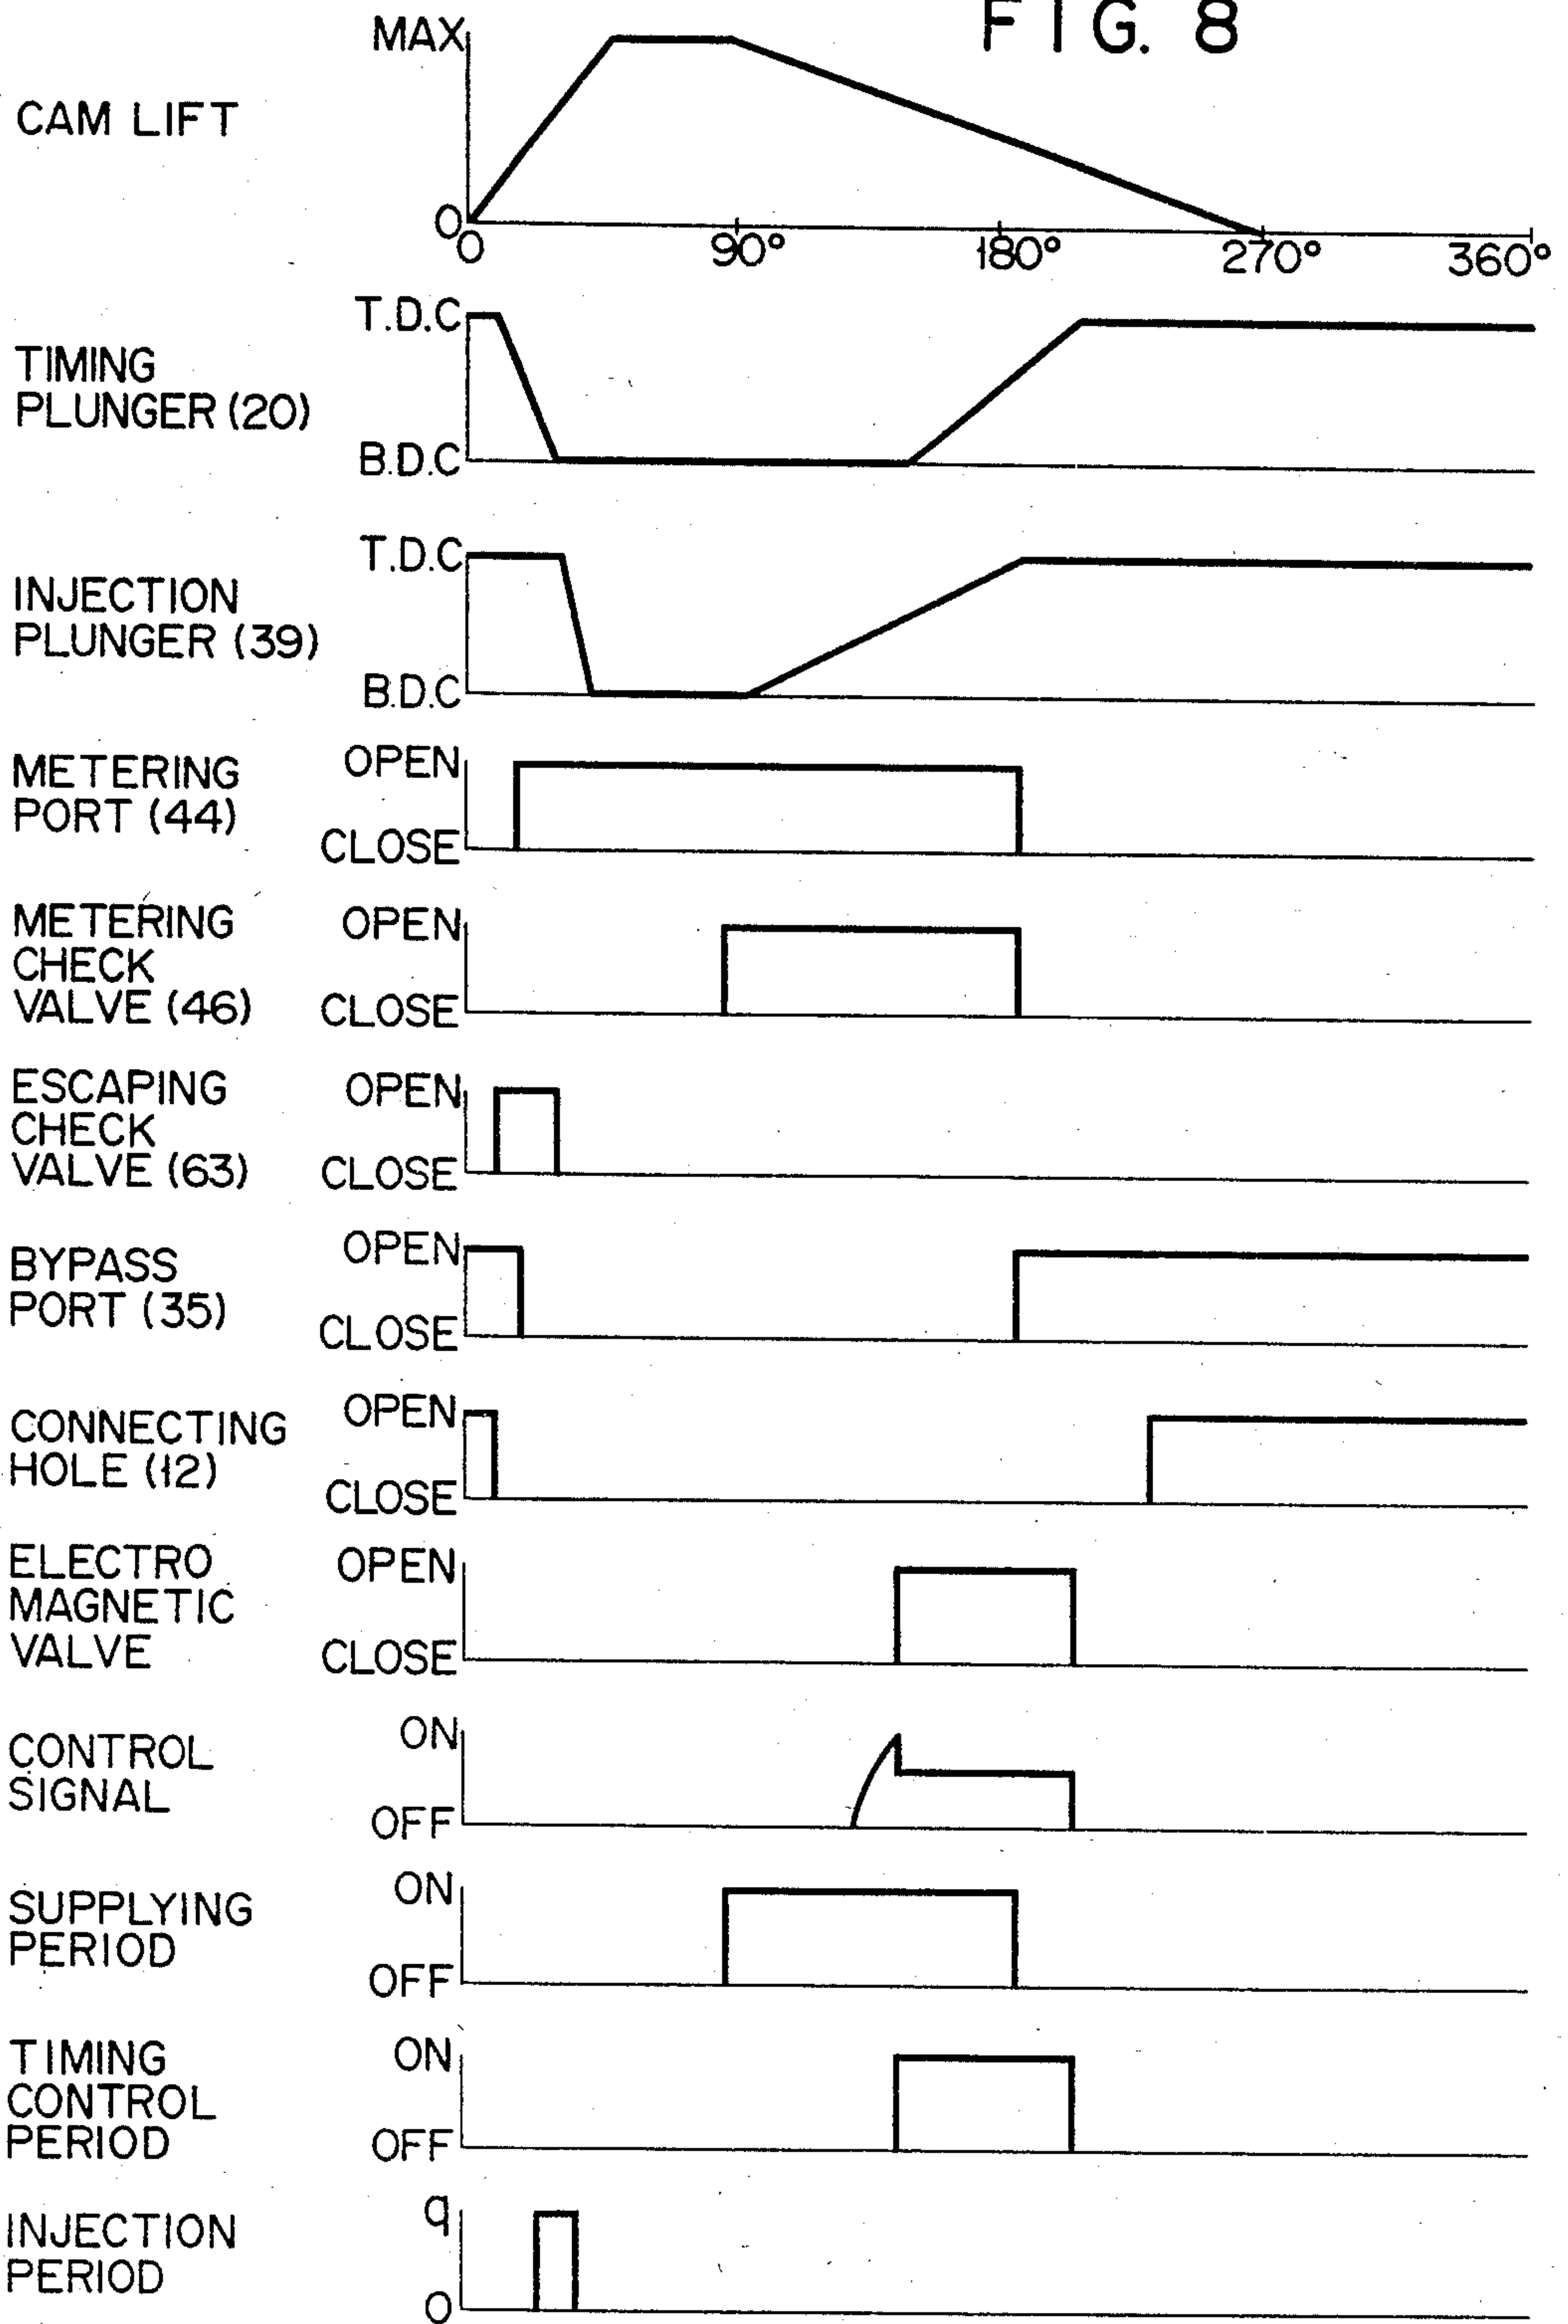 FIG. 8
MAX
CAM LIFT
0
0 90° 180° 270° 360°
T.D.C
TIMING
PLUNGER (20)
B.D.C
T.D.C
INJECTION
PLUNGER (39)
B.D.C
METERING
PORT (44)
OPEN
CLOSE
METERING
CHECK
VALVE (46)
OPEN
CLOSE
ESCAPING
CHECK
VALVE (63)
OPEN
CLOSE
BYPASS
PORT (35)
OPEN
CLOSE
CONNECTING
HOLE (12)
OPEN
CLOSE
ELECTRO
MAGNETIC
VALVE
OPEN
CLOSE
CONTROL
SIGNAL
ON
OFF
SUPPLYING
PERIOD
ON
OFF
TIMING
CONTROL
PERIOD
ON
OFF
INJECTION
PERIOD
q
0